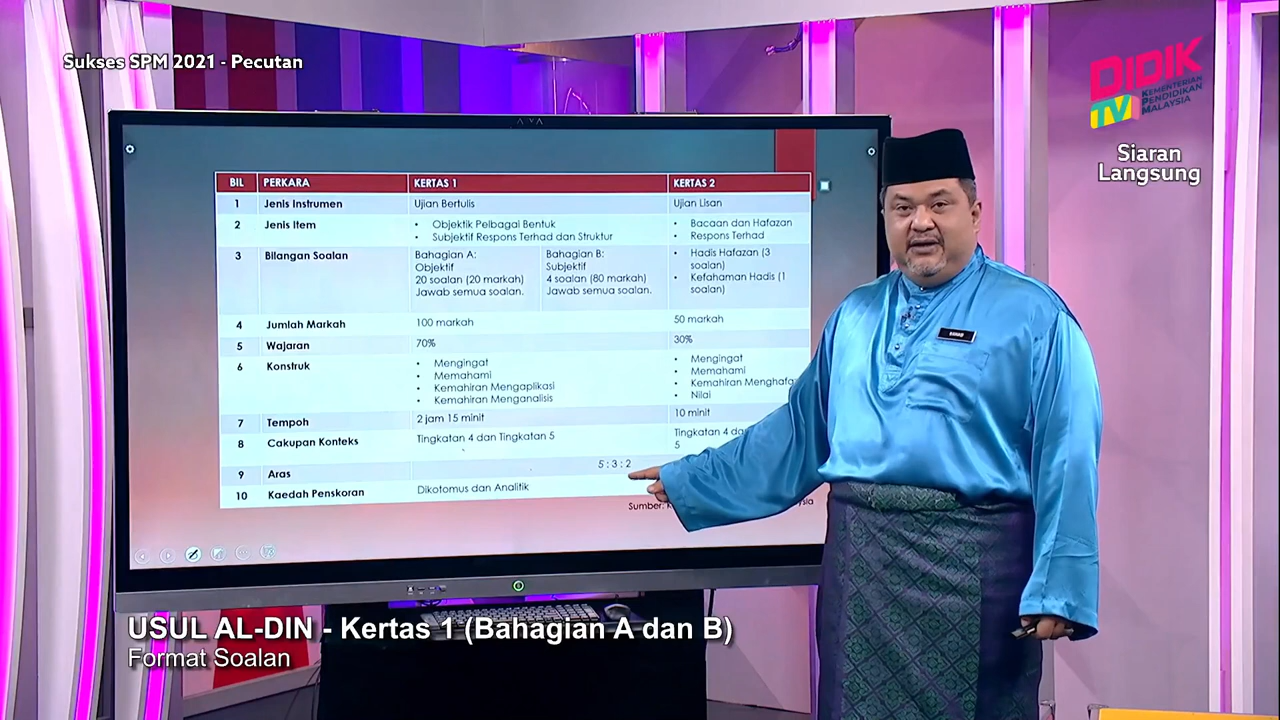 Sukses SPM 2021 - Pecutan
DIDIK
TV
KEMENTERIAN
PENDIDIKAN
MALAYSIA
Siaran
Langsung
BIL PERKARA KERTAS 1 KERTAS 2
1 Jenis Instrumen Ujian Bertulis Ujian Lisan
2 Jenis Item • Objektik Pelbagai Bentuk • Bacaan dan Hafazan
• Subjektif Respons Terhad dan Struktur • Respons Terhad
3 Bilangan Soalan Bahagian A: Bahagian B: • Hadis Hafazan (3
Objektif Subjektif soalan)
20 soalan (20 markah) 4 soalan (80 markah) • Kefahaman Hadis (1
Jawab semua soalan. Jawab semua soalan. soalan)
4 Jumlah Markah 100 markah 50 markah
5 Wajaran 70% 30%
6 Konstruk • Mengingat • Mengingat
• Memahami • Memahami
• Kemahiran Mengaplikasi • Kemahiran
• Kemahiran Menganalisis • Nilai
7 Tempoh 2 jam 15 minit 10 minit
8 Cakupan Konteks Tingkatan 4 dan Tingkatan 5 Tingkatan 4
5
9 Aras 5 : 3 : 2
10 Kaedah Penskoran Dikotomus dan Analitik
Sumber:
USUL AL-DIN - Kertas 1 (Bahagian A dan B)
Format Soalan